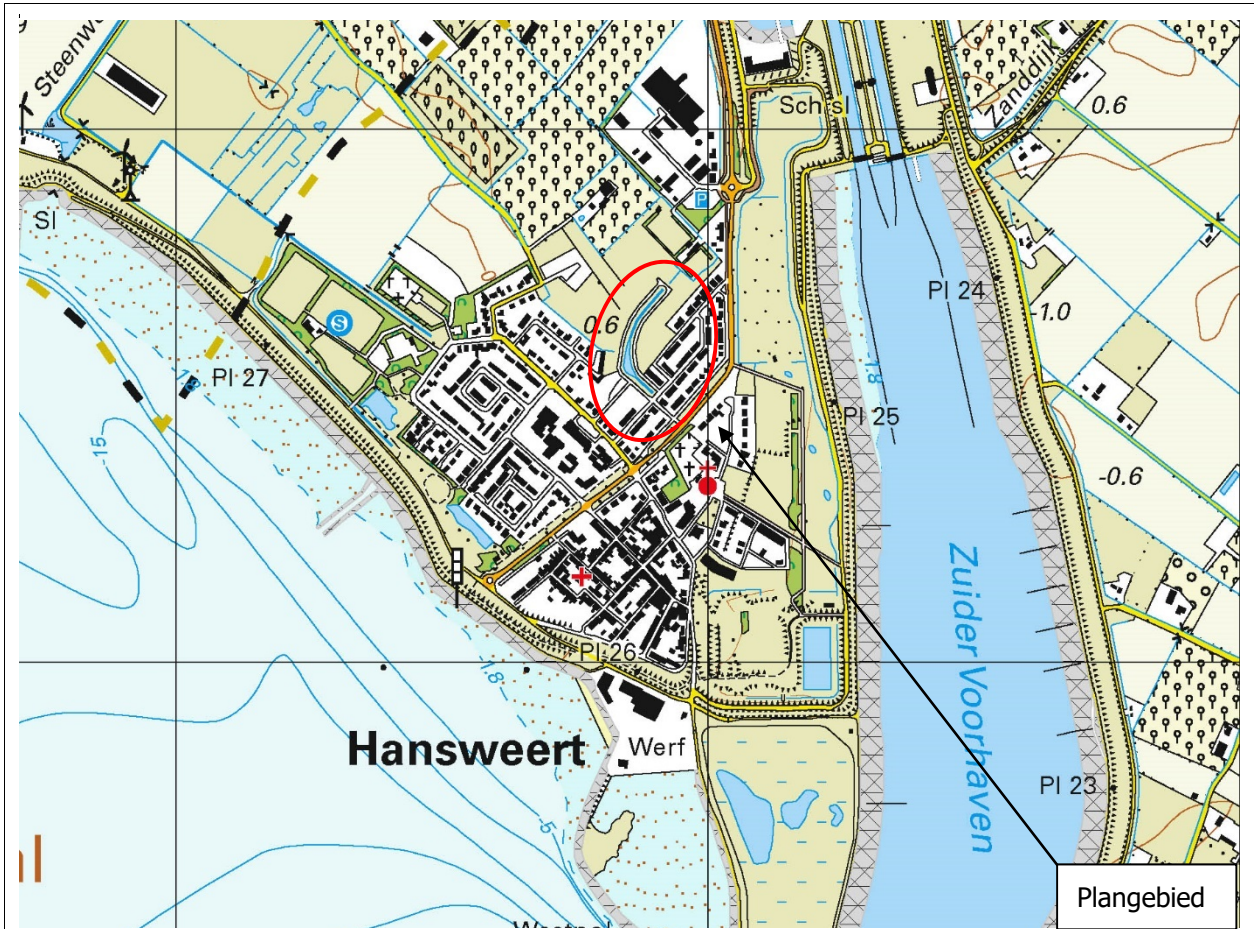 Steenw
Zanddijk
Sch sl
0.6
P
Sl
Pl 24
-1.0
0.6
S
1.8
Pl 27
1.8
Pl 25
15
-0.6
Zuider Voorhaven
Pl 26
1.8
Hansweert
Werf
Pl 23
5
al
Plangebied